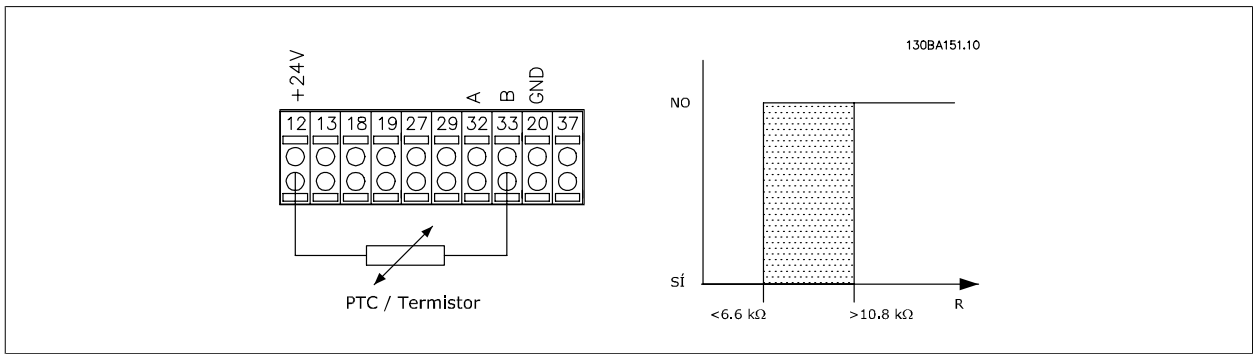 130BA151.10
+24V
A
B
GND
12 13 18 19 27 29 32 33 20 37
PTC / Termistor
NO
SÍ
<6.6 kΩ
>10.8 kΩ
R